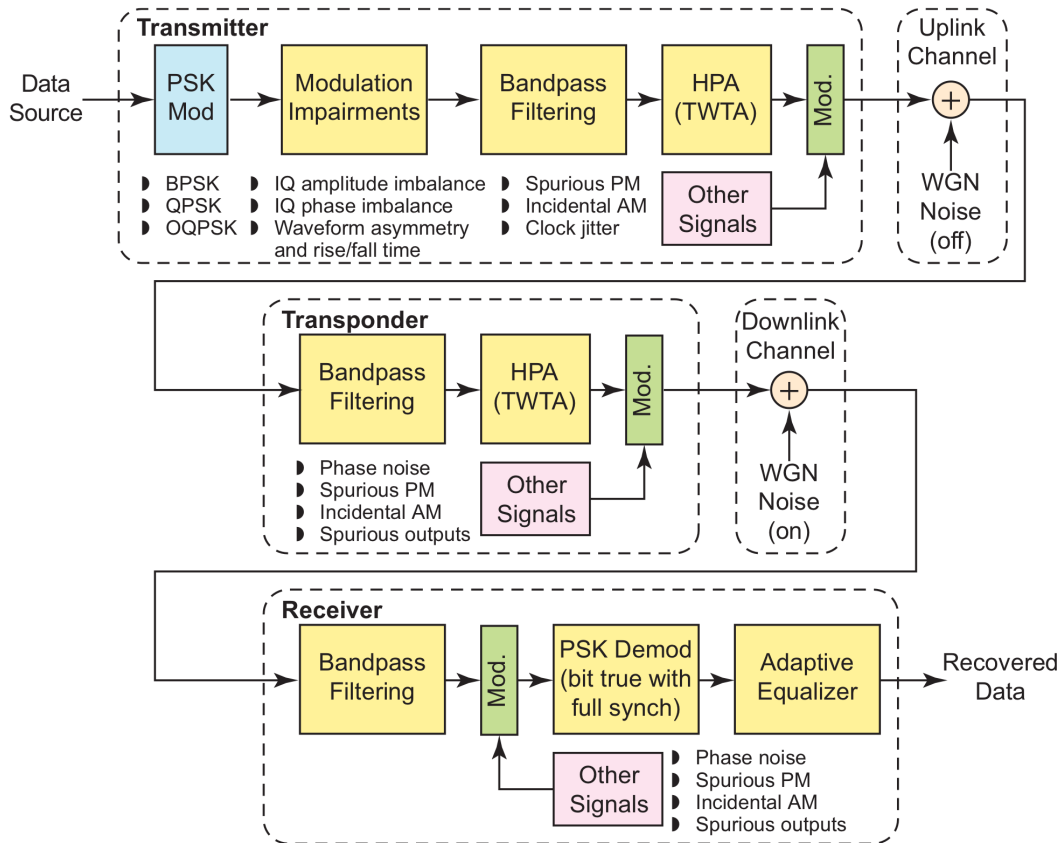 Transmitter
Uplink
Channel
Data
Source
PSK
Mod
Modulation
Impairments
Bandpass
Filtering
HPA
(TWTA)
Mod.
+
BPSK
QPSK
OQPSK
IQ amplitude imbalance
IQ phase imbalance
Waveform asymmetry
and rise/fall time
Spurious PM
Incidental AM
Clock jitter
Other
Signals
WGN
Noise
(off)
Transponder
Downlink
Channel
Bandpass
Filtering
HPA
(TWTA)
Mod.
+
Phase noise
Spurious PM
Incidental AM
Spurious outputs
Other
Signals
WGN
Noise
(on)
Receiver
Bandpass
Filtering
Mod.
PSK Demod
(bit true with
full synch)
Adaptive
Equalizer
Recovered
Data
Other
Signals
Phase noise
Spurious PM
Incidental AM
Spurious outputs